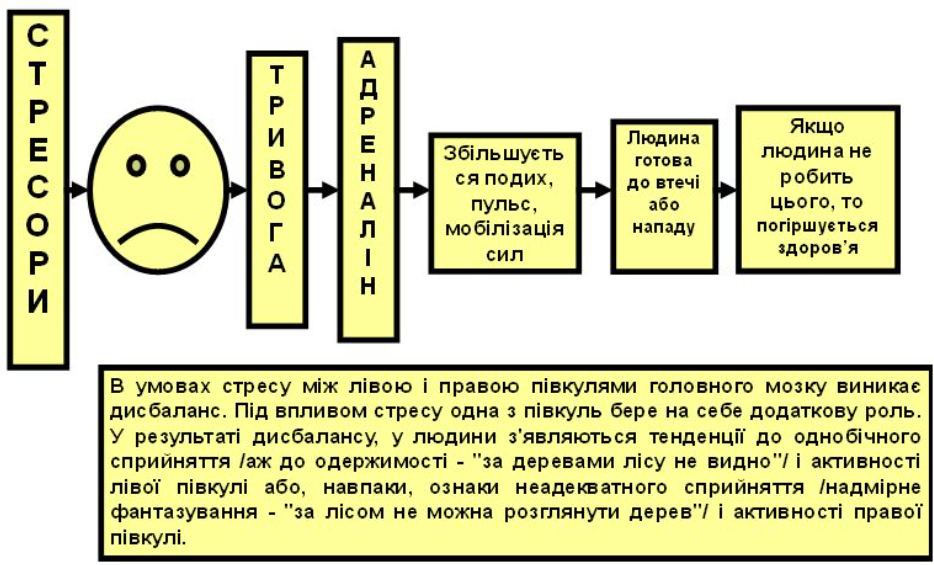 СТРЕСОРИ
ТРИВОГА
АДРЕНАЛІН
Збільшуєть
ся подих,
пульс,
мобілізація
сил
Людина
готова
до втечі
або
нападу
Якщо
людина не
робить
цього, то
погіршується
здоров'я
В умовах стресу між лівою і правою півкулями головного мозку виникає
дисбаланс. Під впливом стресу одна з півкуль бере на себе додаткову роль.
У результаті дисбалансу, у людини з'являються тенденції до однобічного
сприйняття /аж до одержимості - "за деревами лісу не видно"/ і активності
лівої півкулі або, навпаки, ознаки неадекватного сприйняття /надмірне
фантазування - "за лісом не можна розглянути дерев"/ і активності правої
півкулі.